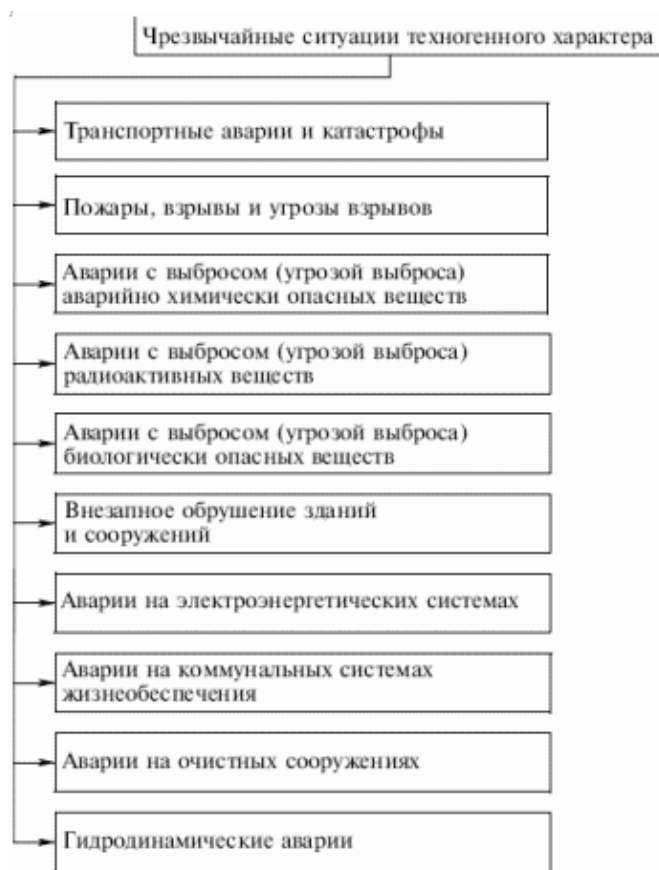 Чрезвычайные ситуации техногенного характера
Транспортные аварии и катастрофы
Пожары, взрывы и угрозы взрывов
Аварии с выбросом (угрозой выброса)
аварийно химически опасных веществ
Аварии с выбросом (угрозой выброса)
радиоактивных веществ
Аварии с выбросом (угрозой выброса)
биологически опасных веществ
Внезапное обрушение зданий
и сооружений
Аварии на электроэнергетических системах
Аварии на коммунальных системах
жизнеобеспечения
Аварии на очистных сооружениях
Гидродинамические аварии